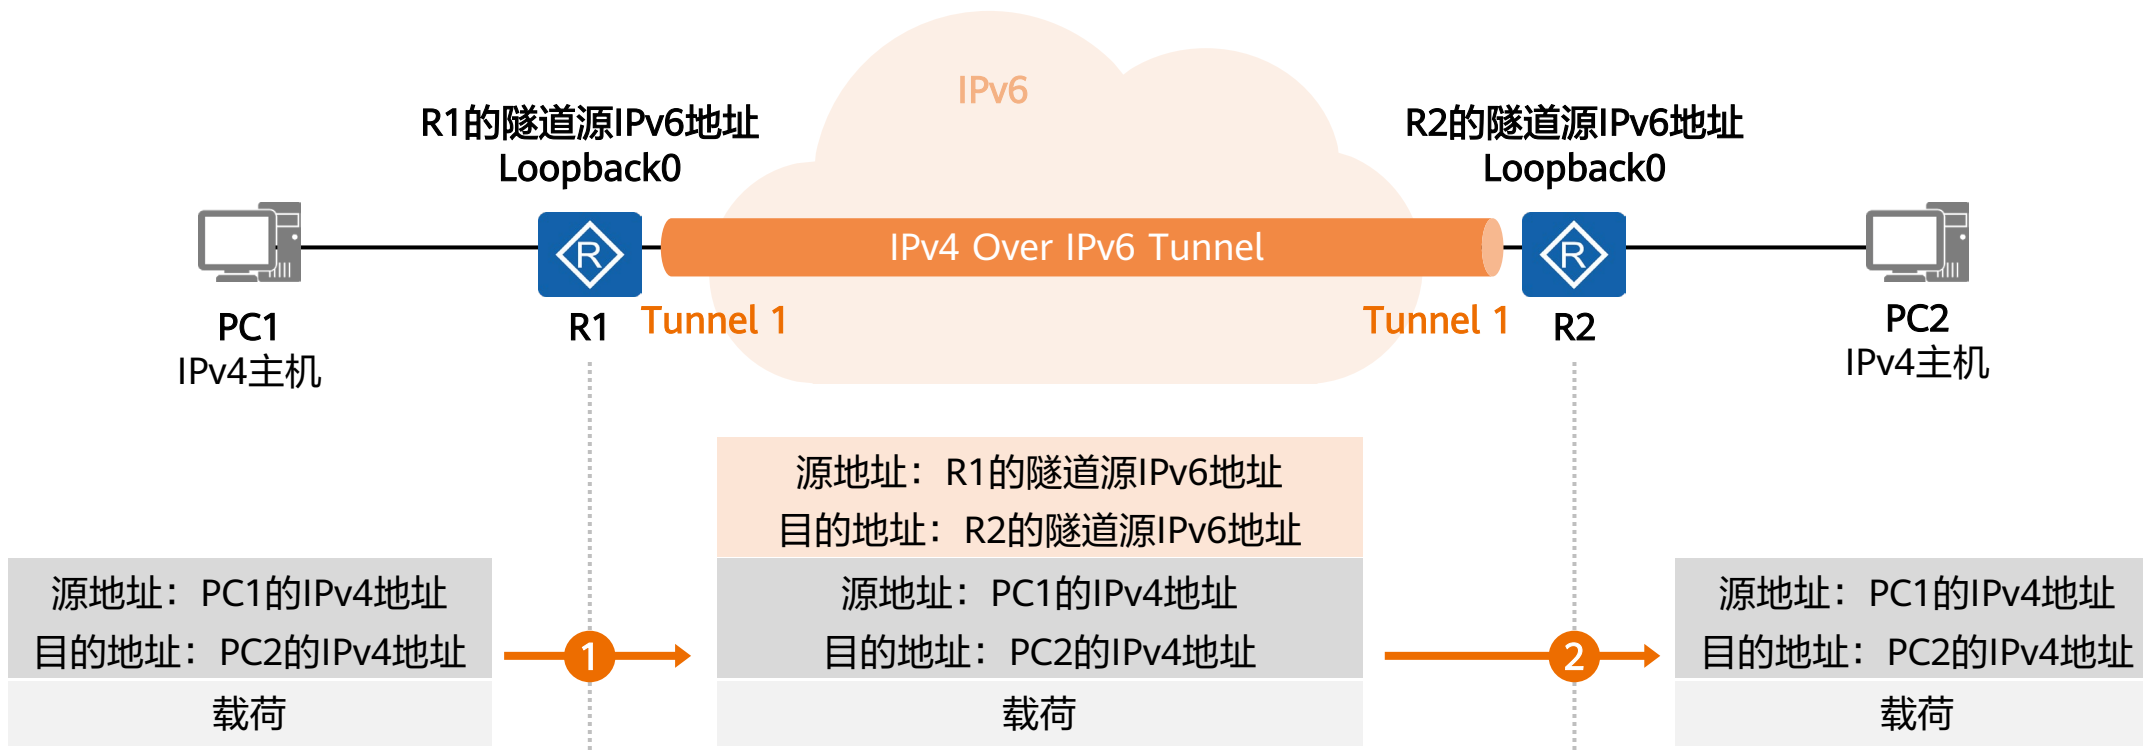 IPv6
R1的隧道源IPv6地址
Loopback0
R2的隧道源IPv6地址
Loopback0
R
IPv4 Over IPv6 Tunnel
R
PC1
IPv4主机
R1
Tunnel 1
Tunnel 1
R2
PC2
IPv4主机
源地址：R1的隧道源IPv6地址
目的地址：R2的隧道源IPv6地址
源地址：PC1的IPv4地址
目的地址：PC2的IPv4地址
载荷
1
源地址：PC1的IPv4地址
目的地址：PC2的IPv4地址
载荷
2
源地址：PC1的IPv4地址
目的地址：PC2的IPv4地址
载荷